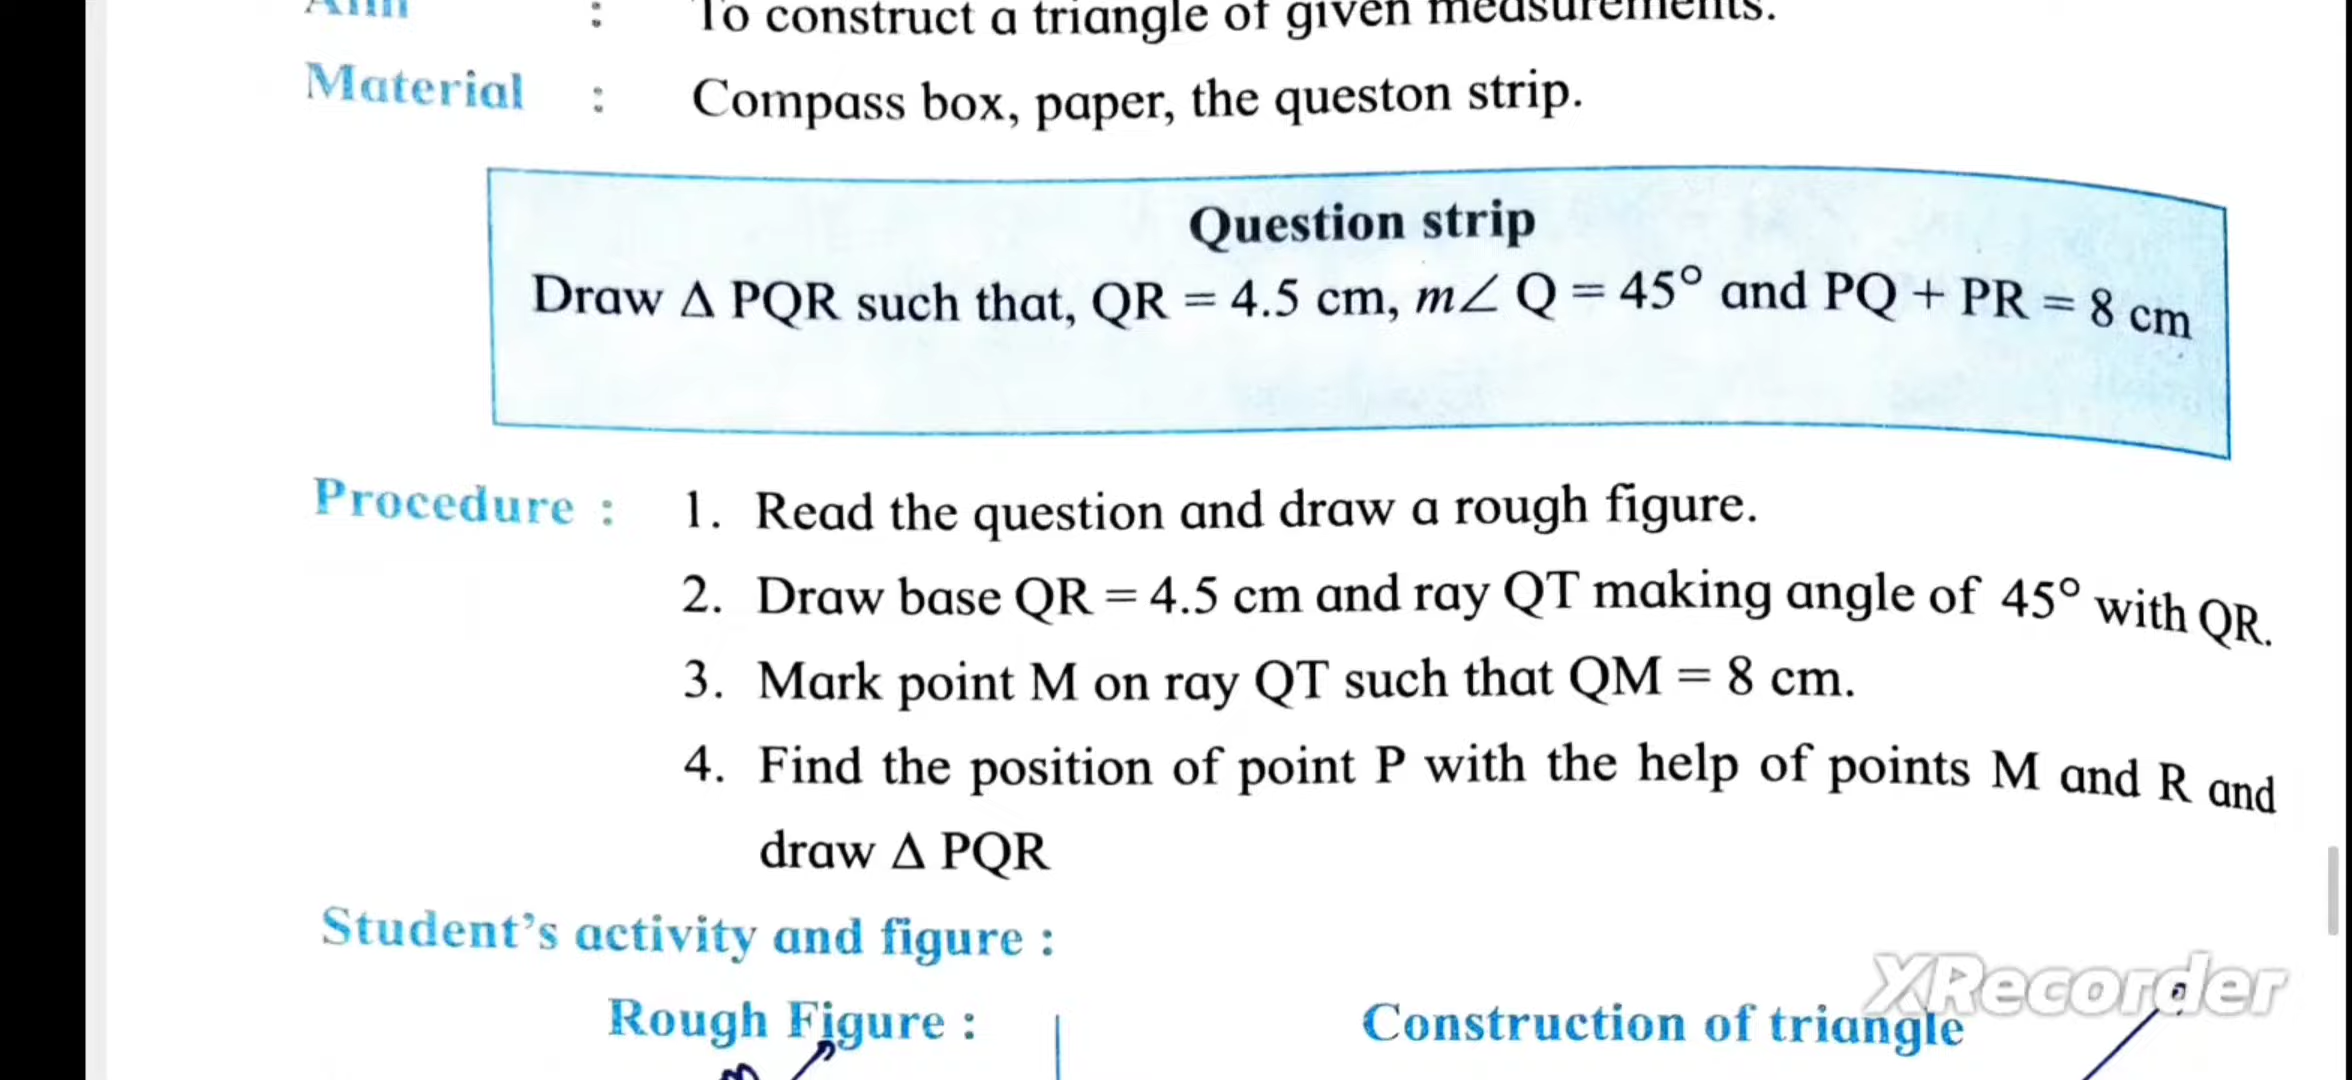 Aim : To construct a triangle of given measurements.
Material : Compass box, paper, the queston strip.
Question strip
Draw Δ PQR such that, QR = 4.5 cm, m∠ Q = 45° and PQ + PR = 8 cm
Procedure : 1. Read the question and draw a rough figure.
2. Draw base QR = 4.5 cm and ray QT making angle of 45° with QR.
3. Mark point M on ray QT such that QM = 8 cm.
4. Find the position of point P with the help of points M and R and
draw Δ PQR
Student's activity and figure :
XRecorder
Rough Figure : Construction of triangle